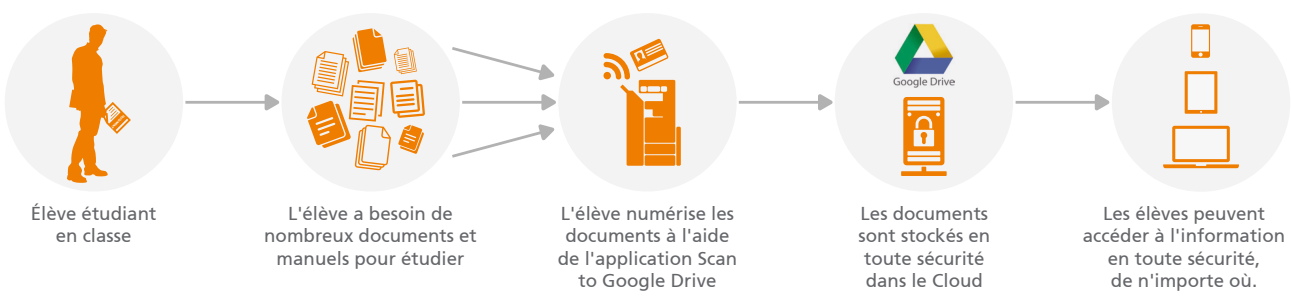 Google Drive
Élève étudiant
en classe
L'élève a besoin de
nombreux documents et
manuels pour étudier
L'élève numérise les
documents à l'aide
de l'application Scan
to Google Drive
Les documents
sont stockés en
toute sécurité
dans le Cloud
Les élèves peuvent
accéder à l'information
en toute sécurité,
de n'importe où.